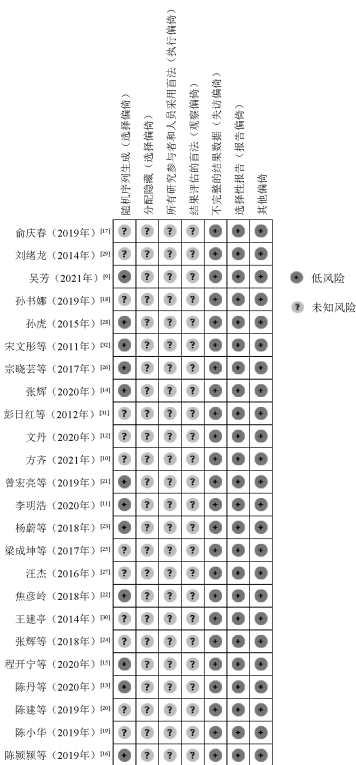 随机序列生成（选择偏倚）
分配隐藏（选择偏倚）
所有研究参与者和人员采用盲法（执行偏倚）
结果评估的盲法（观察偏倚）
不完整的结果数据（失访偏倚）
选择性报告（报告偏倚）
其他偏倚
俞庆春（2019年）[17] ? ? ? ? + + +
刘绪龙（2014年）[29] ? ? ? ? + + +
吴芳（2021年）[9] + ? ? ? + + +
孙书娜（2019年）[18] ? ? ? ? + + +
孙虎（2015年）[28] + ? ? ? + + +
宋文彤等（2011年）[32] + ? ? ? + + +
宗晓芸等（2017年）[26] + ? ? ? + + +
张辉（2020年）[14] + ? ? ? + + +
彭日红等（2012年）[31] ? ? ? ? + + +
文丹（2020年）[12] ? ? ? ? + + +
方齐（2021年）[10] ? ? ? ? + + +
曾宏亮等（2019年）[21] + ? ? ? + + +
李明浩（2020年）[11] + ? ? ? + + +
杨蔚等（2018年）[23] + ? ? ? + + +
梁成坤等（2017年）[25] ? ? ? ? + + +
汪杰（2016年）[27] ? ? ? ? + + +
焦彦岭（2018年）[22] + ? ? ? + + +
王建亭（2014年）[30] ? ? ? ? + + +
张辉等（2018年）[24] ? ? ? ? + + +
程开宁等（2020年）[15] + ? ? ? + + +
陈丹等（2020年）[13] + ? ? ? + + +
陈建等（2019年）[20] ? ? ? ? + + +
陈小华（2019年）[19] ? ? ? ? + + +
陈颖颖等（2019年）[16] + ? ? ? + + +
+ 低风险
? 未知风险